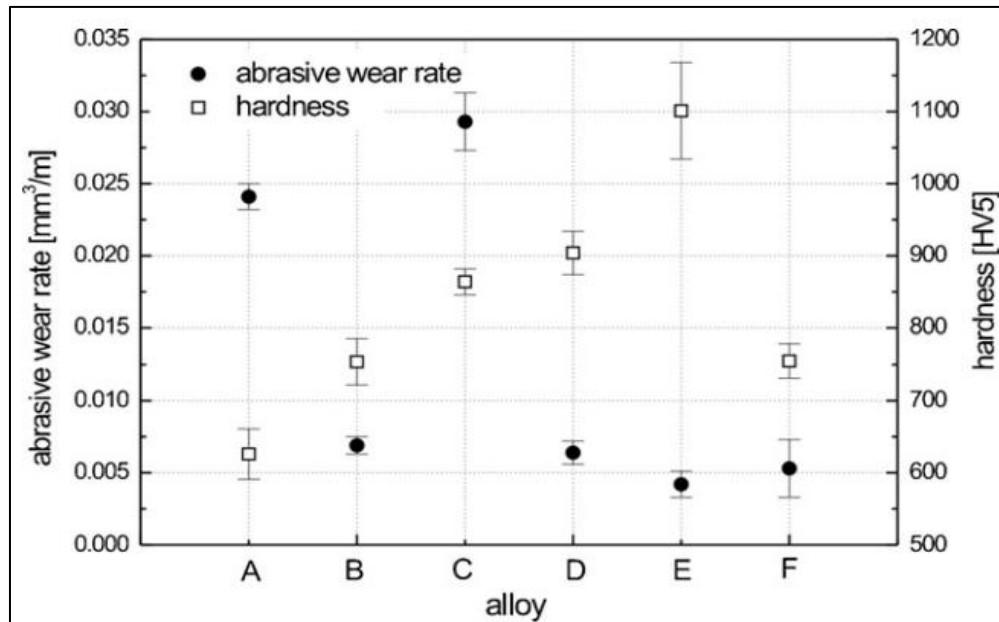 abrasive wear rate
hardness
abrasive wear rate [mm³/m]
0.035
0.030
0.025
0.020
0.015
0.010
0.005
0.000
1200
1100
1000
900
800
700
600
500
hardness [HV5]
A B C D E F
alloy